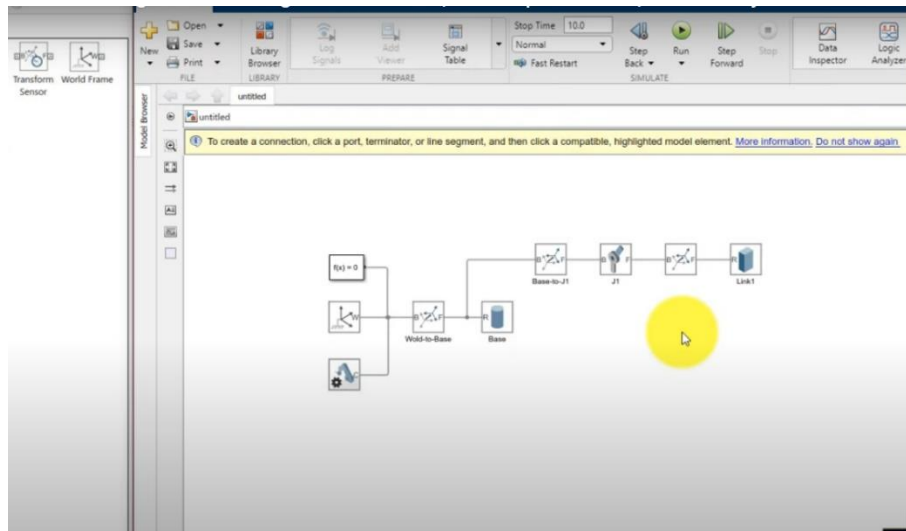 Transform
Sensor
World Frame
New
Open
Save
Print
FILE
Library
Browser
LIBRARY
Log
Signals
Add
Viewer
Signal
Table
PREPARE
Stop Time 10.0
Normal
Fast Restart
Step
Back
Run
Step
Forward
Stop
SIMULATE
Data
Inspector
Logic
Analyzer
Model Browser
untitled
untitled
To create a connection, click a port, terminator, or line segment, and then click a compatible, highlighted model element. More information. Do not show again
f(x) = 0
W
C
B F
Wold-to-Base
R
Base
B F
Base-to-J1
B F
J1
B F
R
Link1